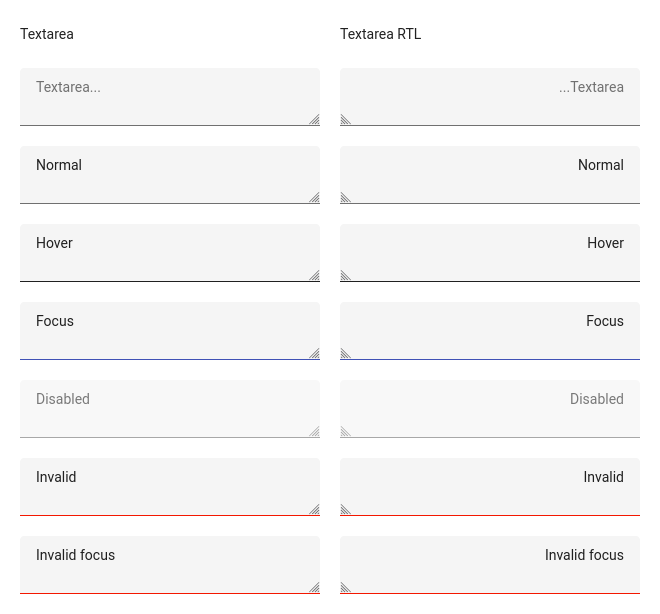 Textarea
Textarea RTL
Textarea...
...Textarea
Normal
Normal
Hover
Hover
Focus
Focus
Disabled
Disabled
Invalid
Invalid
Invalid focus
Invalid focus